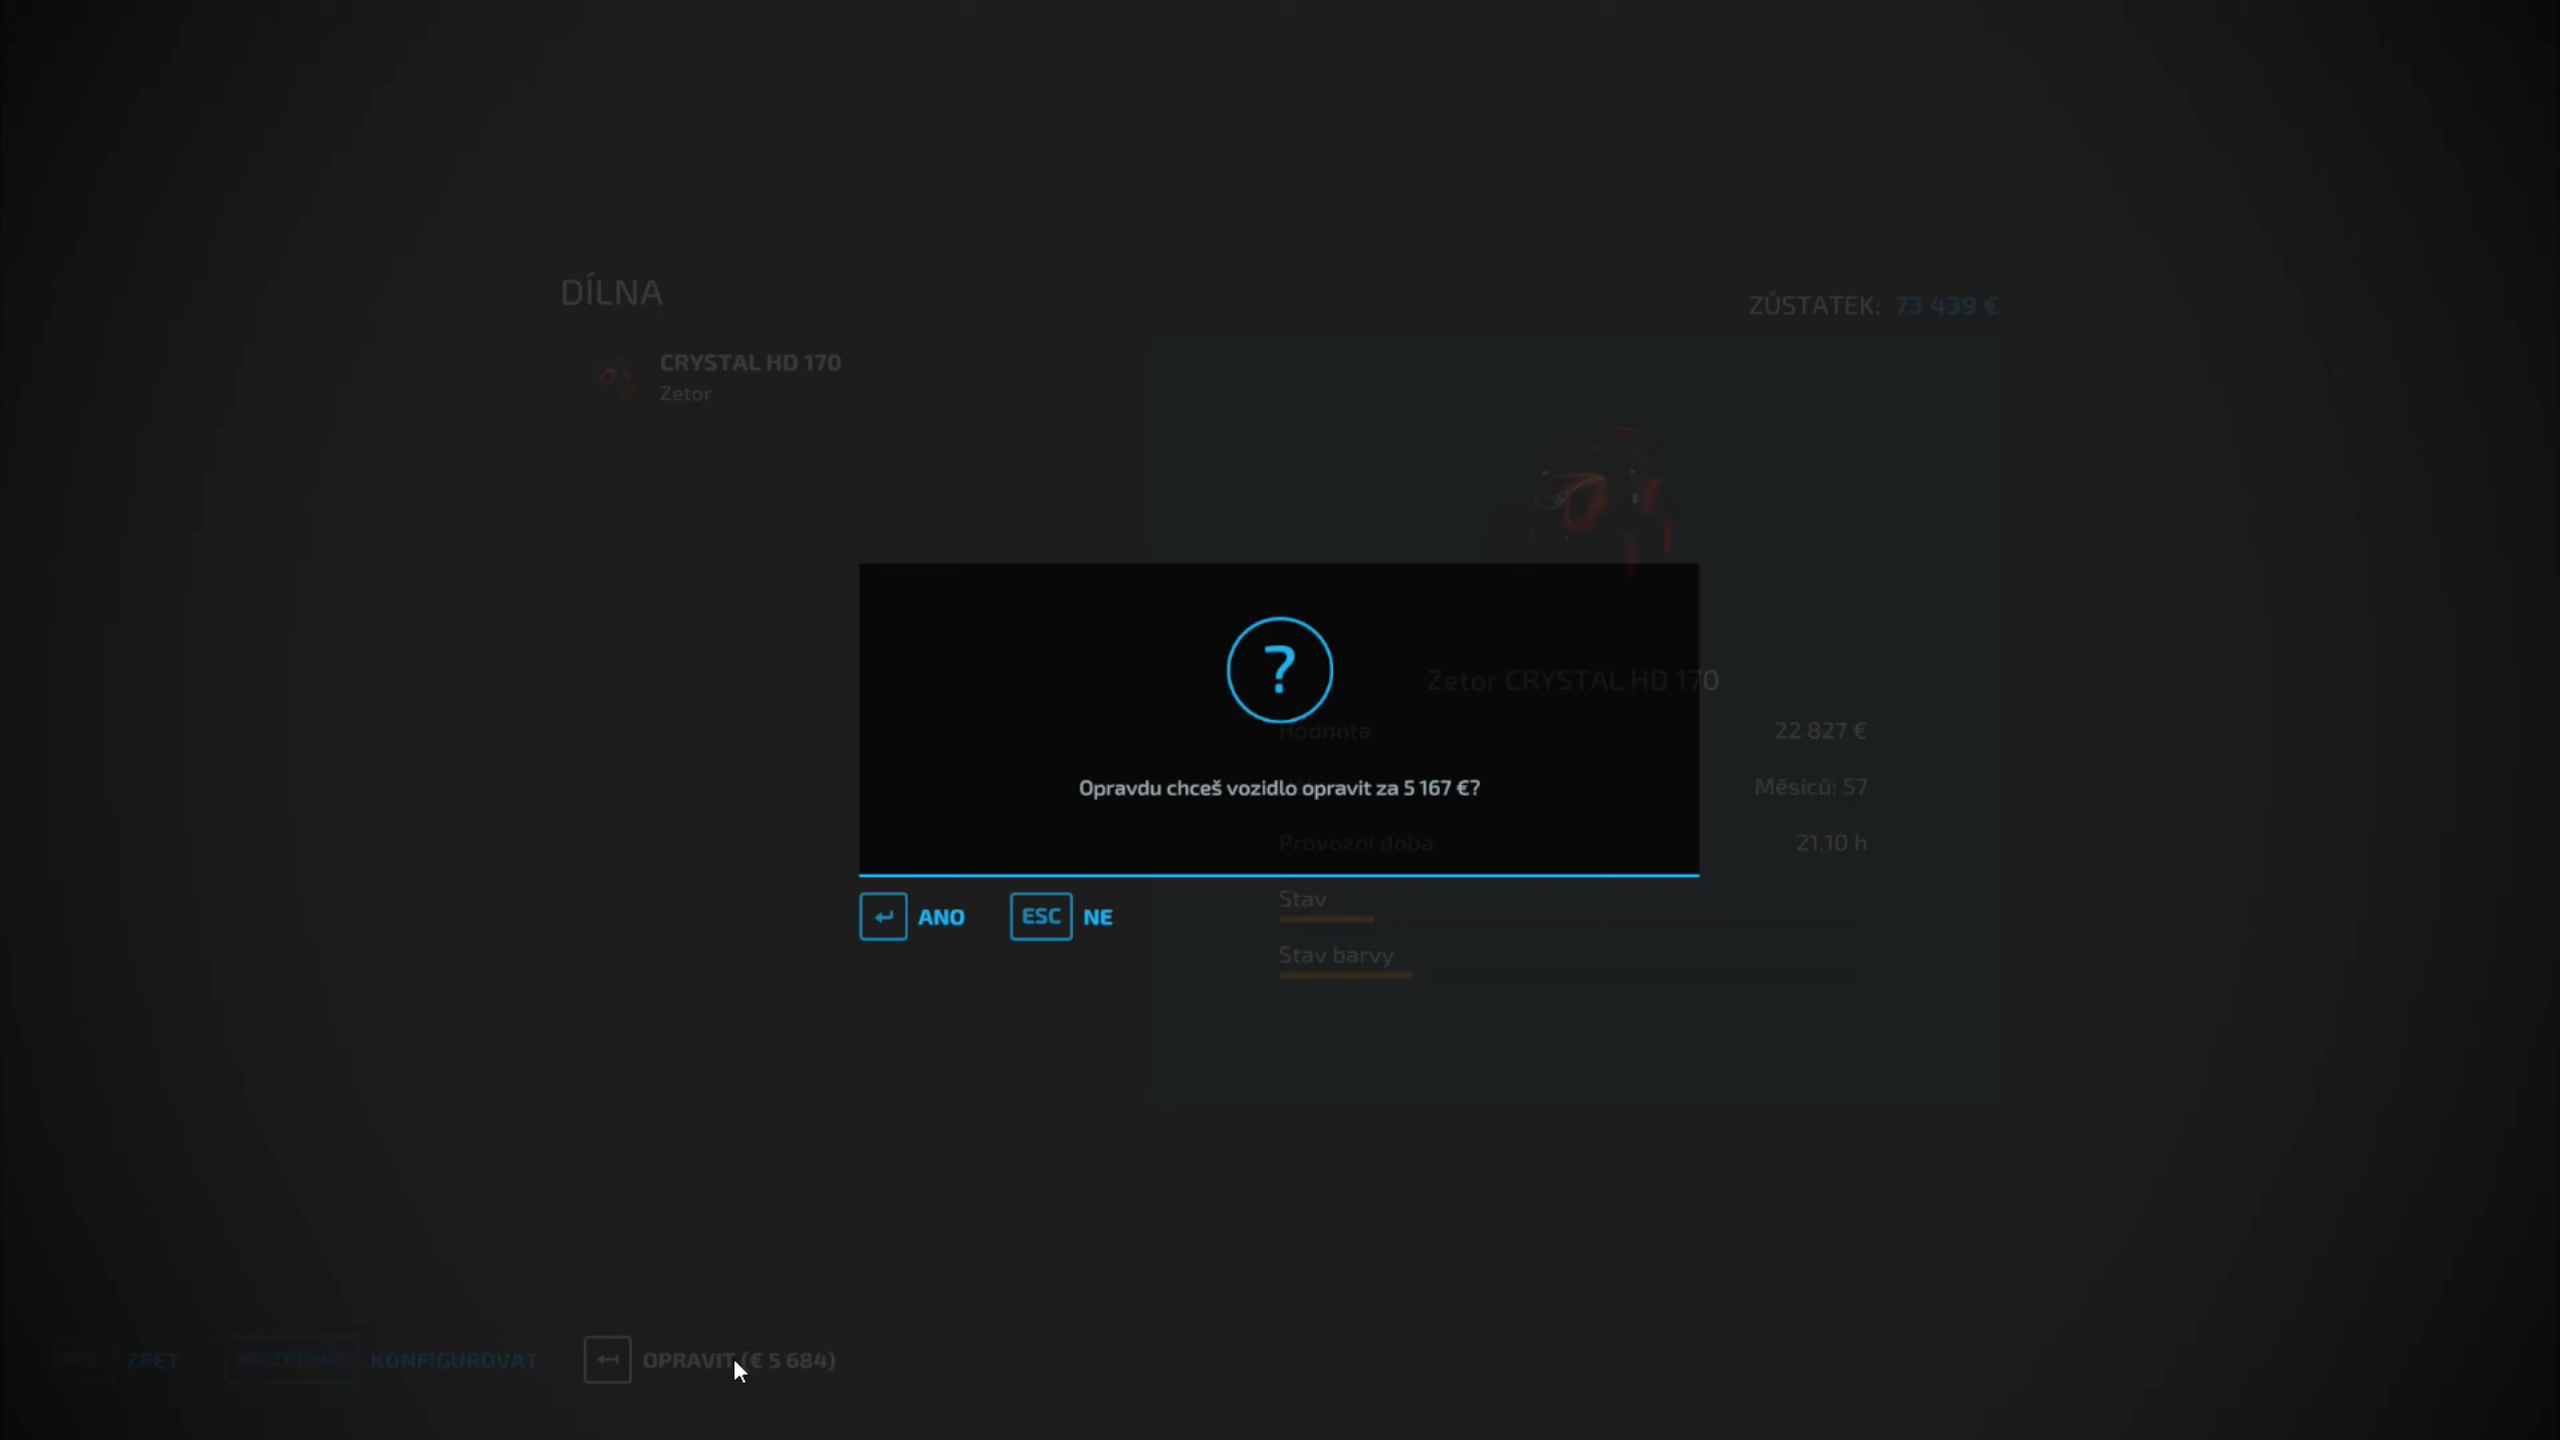 DÍLNA
ZŮSTATEK: 73 439 €
CRYSTAL HD 170
Zetor
?
Zetor CRYSTAL HD 170
Hodnota 22 827 €
Opravdu chceš vozidlo opravit za 5 167 €?
Měsíců: 57
Provozní doba 21.10 h
ANO ESC NE
Stav
Stav barvy
ZPĚT KONFIGUROVAT OPRAVIT (€ 5 684)